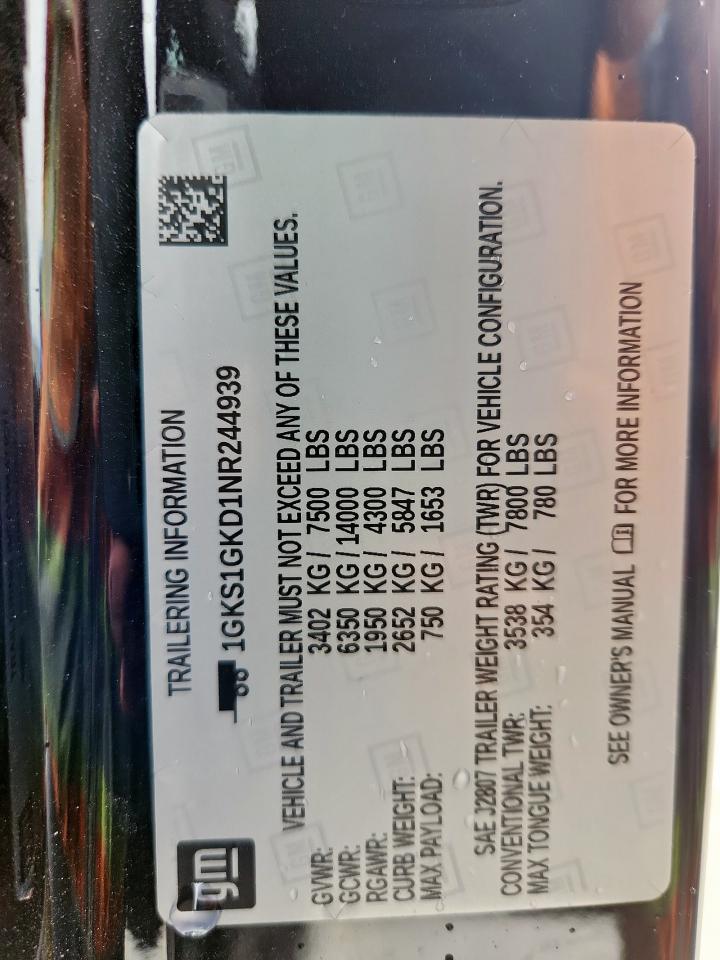 gm
TRAILERING INFORMATION
1GKS1GKD1NR244939
VEHICLE AND TRAILER MUST NOT EXCEED ANY OF THESE VALUES.
GVWR: 3402 KG / 7500 LBS
GCWR: 6350 KG / 14000 LBS
RGAWR: 1950 KG / 4300 LBS
CURB WEIGHT: 2652 KG / 5847 LBS
MAX PAYLOAD: 750 KG / 1653 LBS
SAE J2807 TRAILER WEIGHT RATING (TWR) FOR VEHICLE CONFIGURATION.
CONVENTIONAL TWR: 3538 KG / 7800 LBS
MAX TONGUE WEIGHT: 354 KG / 780 LBS
SEE OWNER'S MANUAL FOR MORE INFORMATION